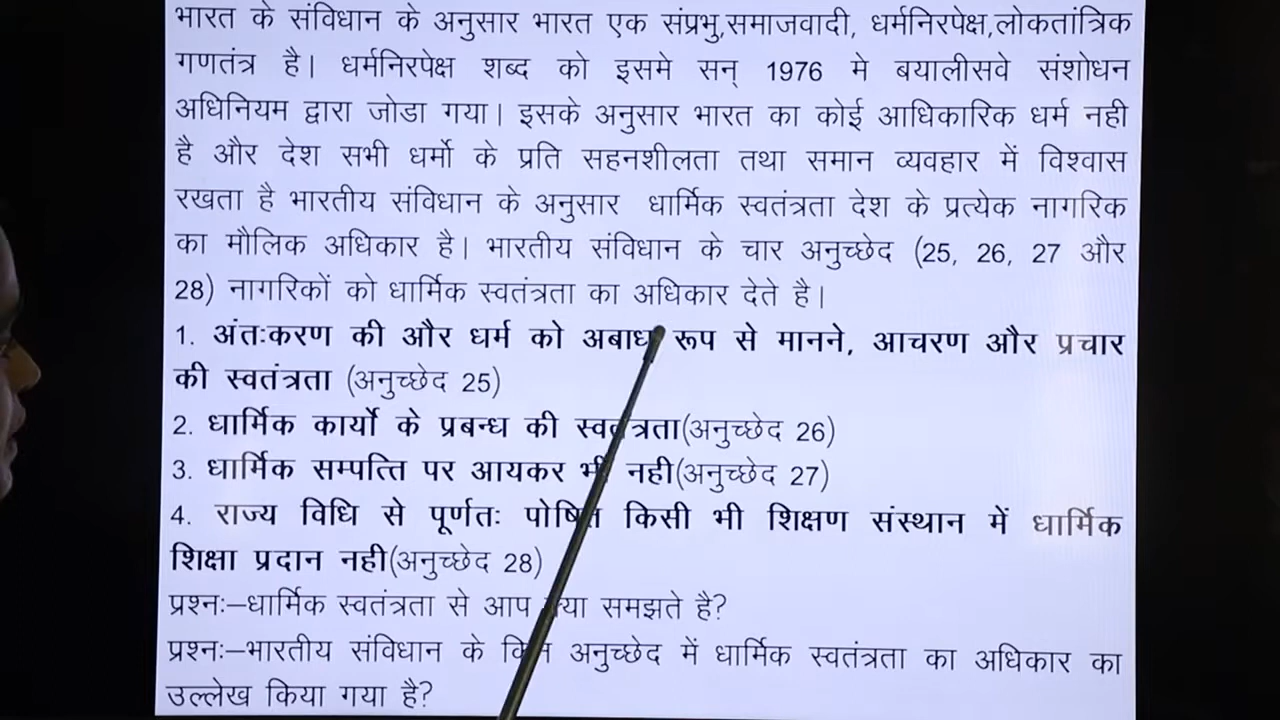 भारत के संविधान के अनुसार भारत एक संप्रभु,समाजवादी, धर्मनिरपेक्ष,लोकतांत्रिक
गणतंत्र है। धर्मनिरपेक्ष शब्द को इसमे सन् 1976 मे बयालीसवे संशोधन
अधिनियम द्वारा जोडा गया। इसके अनुसार भारत का कोई आधिकारिक धर्म नही
है और देश सभी धर्मो के प्रति सहनशीलता तथा समान व्यवहार में विश्वास
रखता है भारतीय संविधान के अनुसार धार्मिक स्वतंत्रता देश के प्रत्येक नागरिक
का मौलिक अधिकार है। भारतीय संविधान के चार अनुच्छेद (25, 26, 27 और
28) नागरिकों को धार्मिक स्वतंत्रता का अधिकार देते है।
1. अंतःकरण की और धर्म को अबाध रूप से मानने, आचरण और प्रचार
की स्वतंत्रता (अनुच्छेद 25)
2. धार्मिक कार्यो के प्रबन्ध की स्वतंत्रता(अनुच्छेद 26)
3. धार्मिक सम्पत्ति पर आयकर भी नही(अनुच्छेद 27)
4. राज्य विधि से पूर्णतः पोषित किसी भी शिक्षण संस्थान में धार्मिक
शिक्षा प्रदान नही(अनुच्छेद 28)
प्रश्नः–धार्मिक स्वतंत्रता से आप क्या समझते है?
प्रश्नः–भारतीय संविधान के किन अनुच्छेद में धार्मिक स्वतंत्रता का अधिकार का
उल्लेख किया गया है?